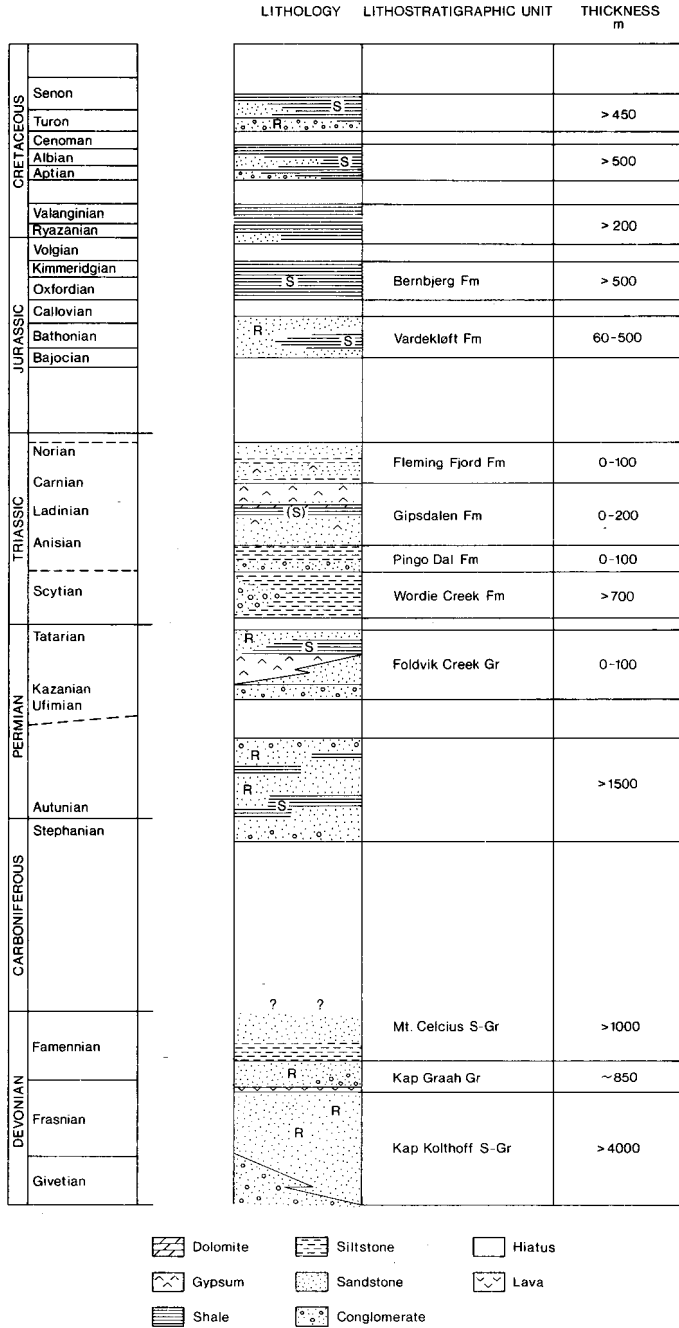 LITHOLOGY LITHOSTRATIGRAPHIC UNIT THICKNESS
m
CRETACEOUS
Senon
S
Turon
R
>450
Cenoman
Albian
S
>500
Aptian
Valanginian
>200
Ryazanian
JURASSIC
Volgian
Kimmeridgian
S
Bernbjerg Fm
>500
Oxfordian
Callovian
R
Bathonian
S
Vardekløft Fm
60-500
Bajocian
TRIASSIC
Norian
Fleming Fjord Fm
0-100
Carnian
Ladinian
(S)
Gipsdalen Fm
0-200
Anisian
Pingo Dal Fm
0-100
Scytian
Wordie Creek Fm
>700
PERMIAN
Tatarian
R
S
Foldvik Creek Gr
0-100
Kazanian
Ufimian
R
>1500
R
Autunian
S
CARBONIFEROUS
Stephanian
? ?
Mt. Celcius S-Gr
>1000
DEVONIAN
Famennian
R
Kap Graah Gr
~850
R
Frasnian
R
Kap Kolthoff S-Gr
>4000
Givetian
Dolomite Siltstone Hiatus
Gypsum Sandstone Lava
Shale Conglomerate